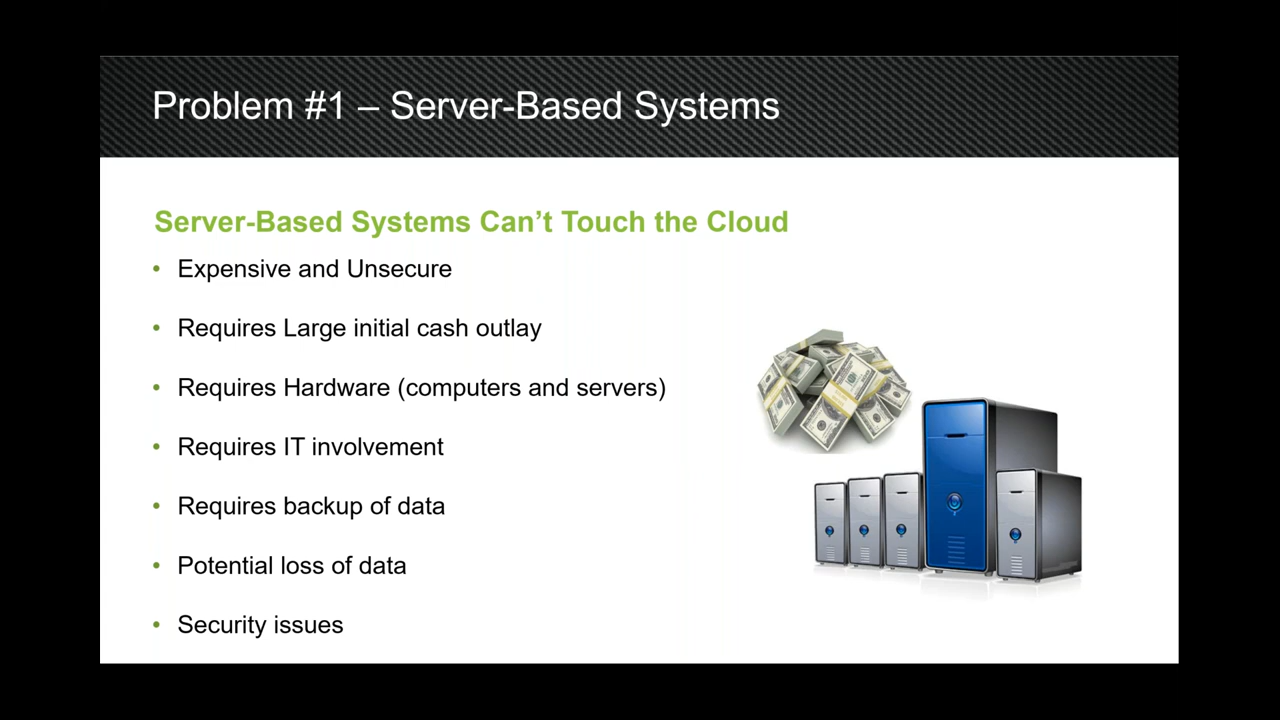 Problem #1 – Server-Based Systems
Server-Based Systems Can’t Touch the Cloud
• Expensive and Unsecure
• Requires Large initial cash outlay
• Requires Hardware (computers and servers)
• Requires IT involvement
• Requires backup of data
• Potential loss of data
• Security issues